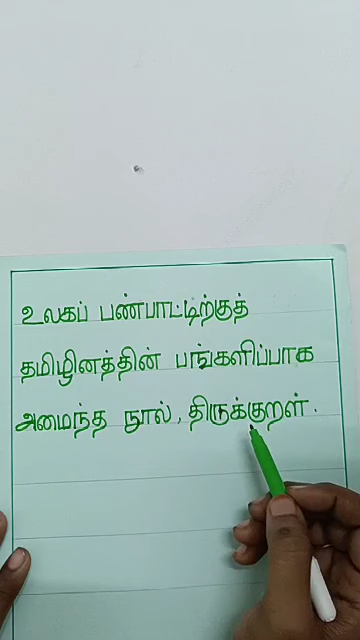 உலகப் பண்பாட்டிற்குத்
தமிழினத்தின் பங்களிப்பாக
அமைந்த நூல், திருக்குறள்.